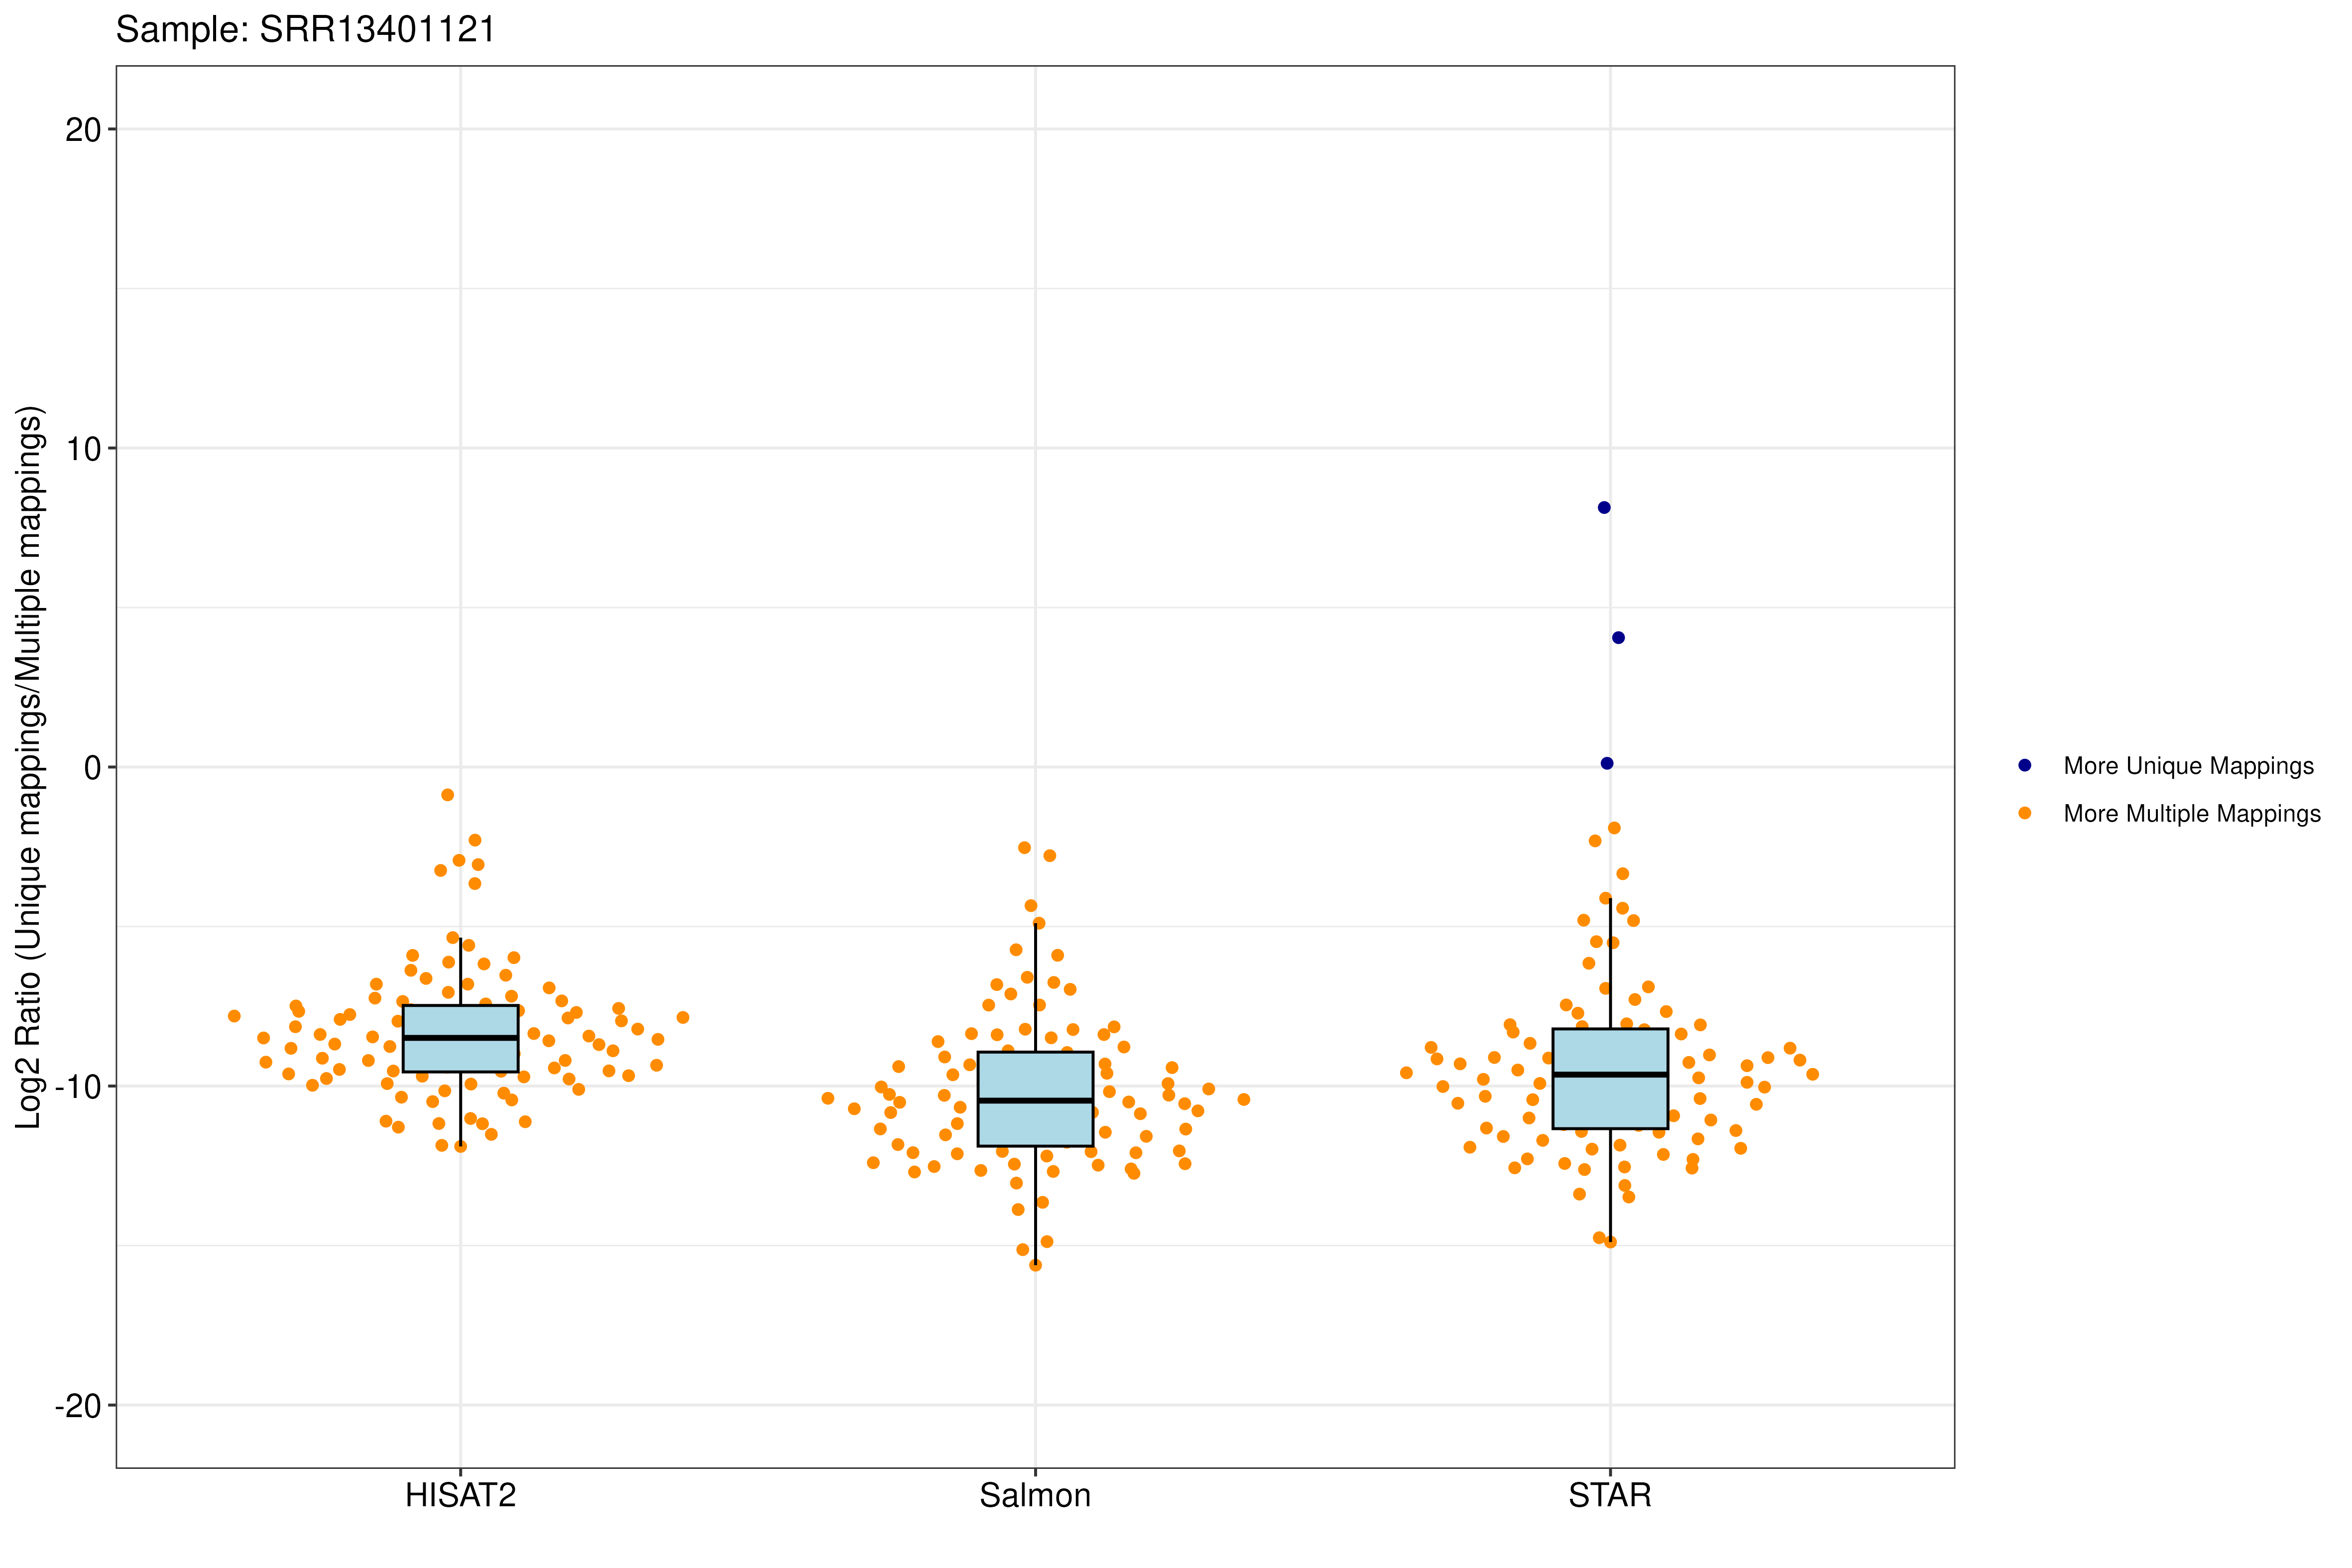 Sample: SRR13401121
Log2 Ratio (Unique mappings/Multiple mappings)
20
10
0
-10
-20
HISAT2
Salmon
STAR
More Unique Mappings
More Multiple Mappings